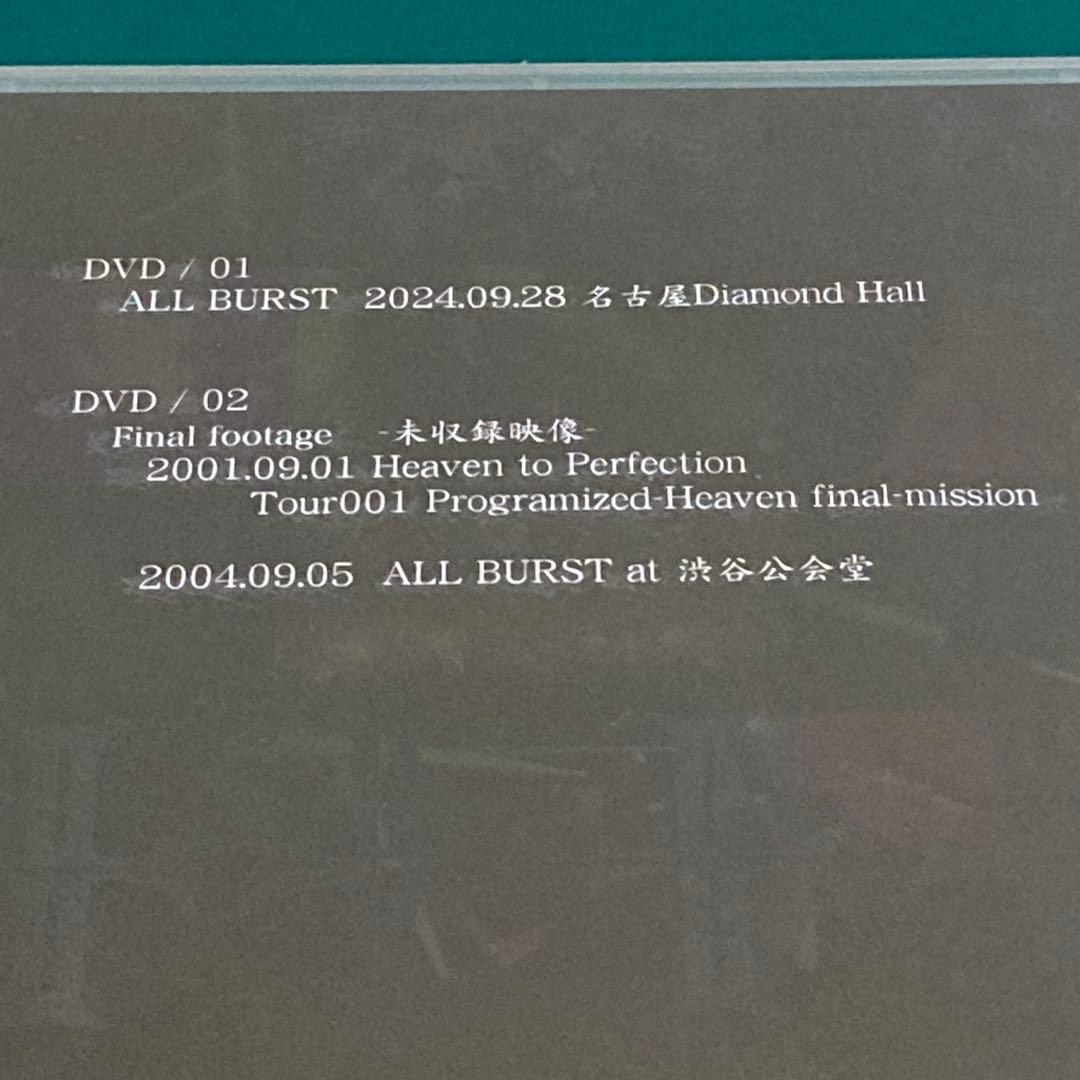 DVD / 01
ALL BURST 2024.09.28 名古屋Diamond Hall
DVD / 02
Final footage -未収録映像-
2001.09.01 Heaven to Perfection
Tour001 Programized-Heaven final-mission
2004.09.05 ALL BURST at 渋谷公会堂